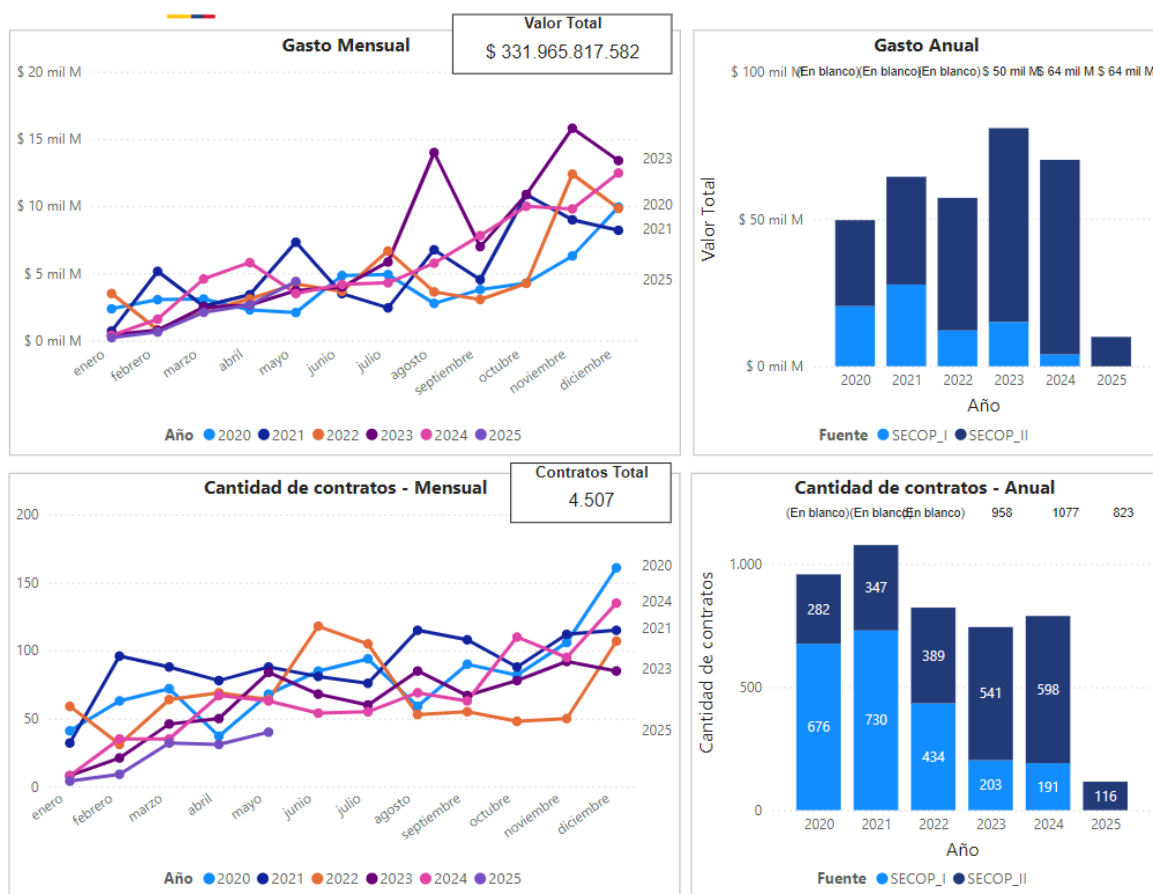 Gasto Mensual
Valor Total
$ 331.965.817.582
$ 20 mil M
$ 15 mil M
$ 10 mil M
$ 5 mil M
$ 0 mil M
2023
2020
2021
2025
enero febrero marzo abril mayo junio julio agosto septiembre octubre noviembre diciembre
Año 2020 2021 2022 2023 2024 2025
Gasto Anual
$ 100 mil M (En blanco) (En blanco) (En blanco) $ 50 mil M $ 64 mil M $ 64 mil M
$ 50 mil M
$ 0 mil M
Valor Total
2020 2021 2022 2023 2024 2025
Año
Fuente SECOP_I SECOP_II
Cantidad de contratos - Mensual
Contratos Total
4.507
200
150
100
50
0
2020
2024
2021
2023
2025
enero febrero marzo abril mayo junio julio agosto septiembre octubre noviembre diciembre
Año 2020 2021 2022 2023 2024 2025
Cantidad de contratos - Anual
(En blanco) (En blanco) (En blanco) 958 1077 823
1.000
500
0
Cantidad de contratos
282 347 389 541 598
676 730 434 203 191 116
2020 2021 2022 2023 2024 2025
Año
Fuente SECOP_I SECOP_II